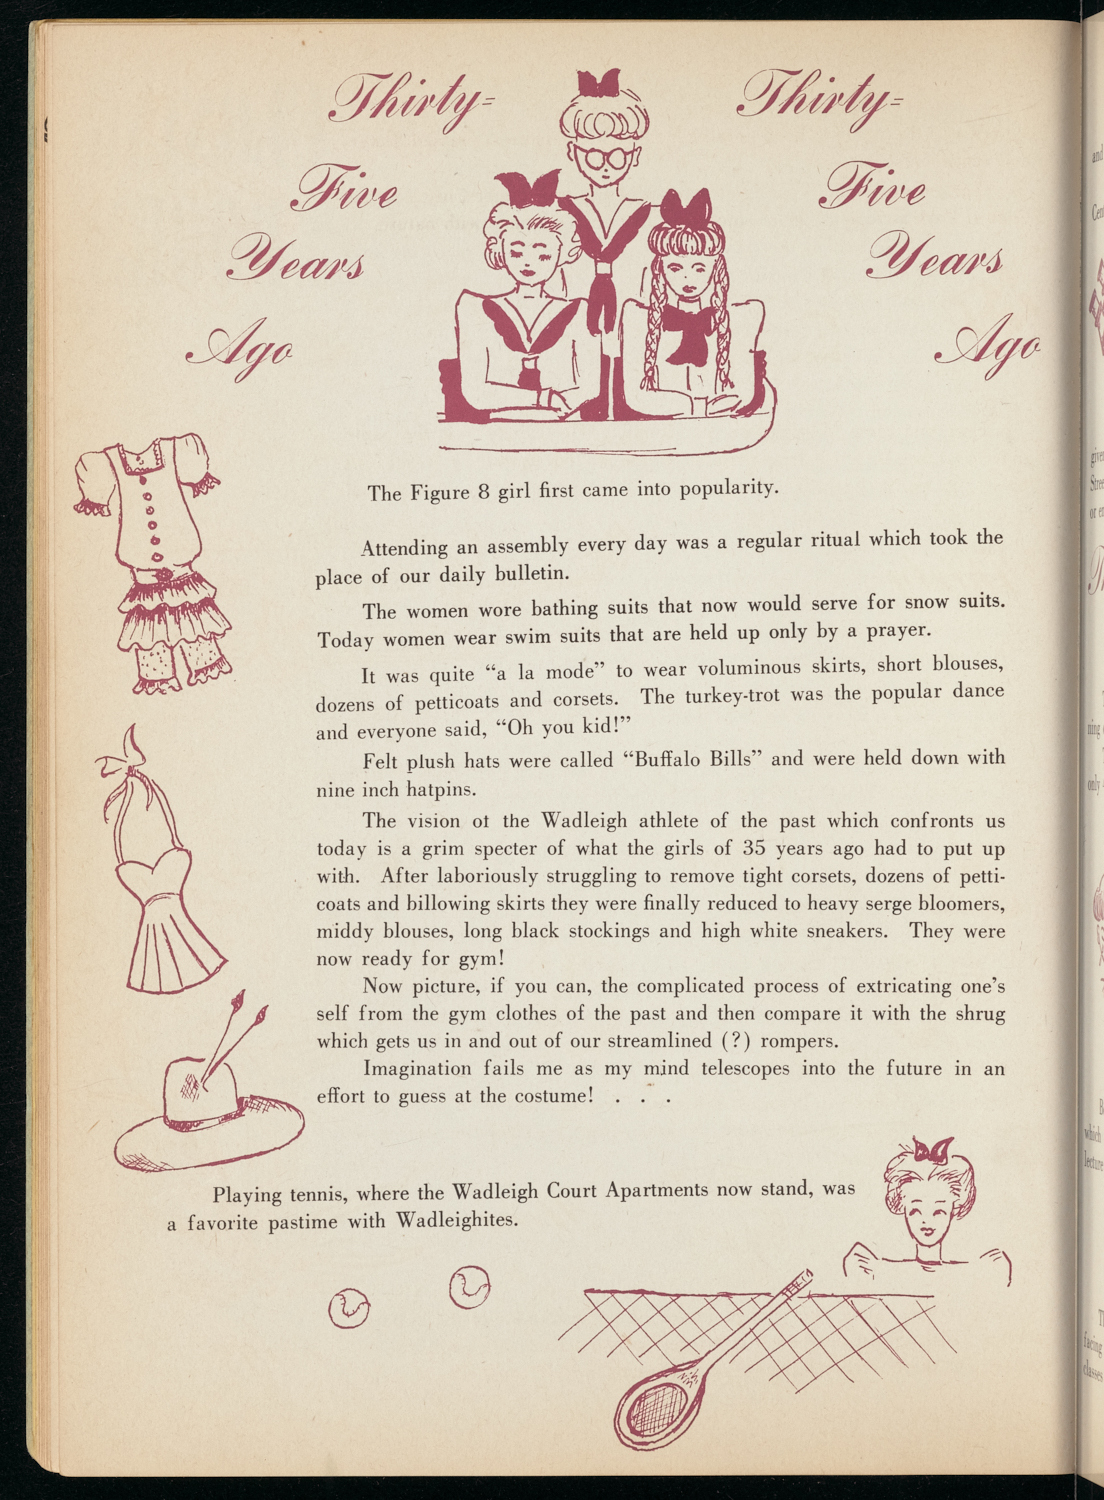 Thirty-
Five
Years
Ago
Thirty-
Five
Years
Ago
The Figure 8 girl first came into popularity.
Attending an assembly every day was a regular ritual which took the
place of our daily bulletin.
The women wore bathing suits that now would serve for snow suits.
Today women wear swim suits that are held up only by a prayer.
It was quite “a la mode” to wear voluminous skirts, short blouses,
dozens of petticoats and corsets. The turkey-trot was the popular dance
and everyone said, “Oh you kid!”
Felt plush hats were called “Buffalo Bills” and were held down with
nine inch hatpins.
The vision of the Wadleigh athlete of the past which confronts us
today is a grim specter of what the girls of 35 years ago had to put up
with. After laboriously struggling to remove tight corsets, dozens of petti-
coats and billowing skirts they were finally reduced to heavy serge bloomers,
middy blouses, long black stockings and high white sneakers. They were
now ready for gym!
Now picture, if you can, the complicated process of extricating one’s
self from the gym clothes of the past and then compare it with the shrug
which gets us in and out of our streamlined (?) rompers.
Imagination fails me as my mind telescopes into the future in an
effort to guess at the costume! . . .
Playing tennis, where the Wadleigh Court Apartments now stand, was
a favorite pastime with Wadleighites.